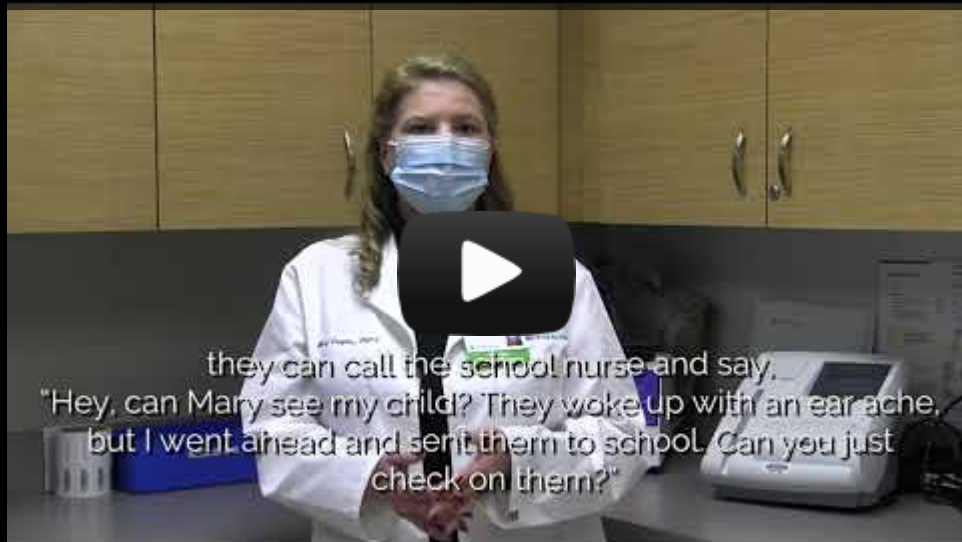 they can call the school nurse and say,
"Hey, can Mary see my child? They woke up with an ear ache,
but I went ahead and sent them to school. Can you just
check on them?"